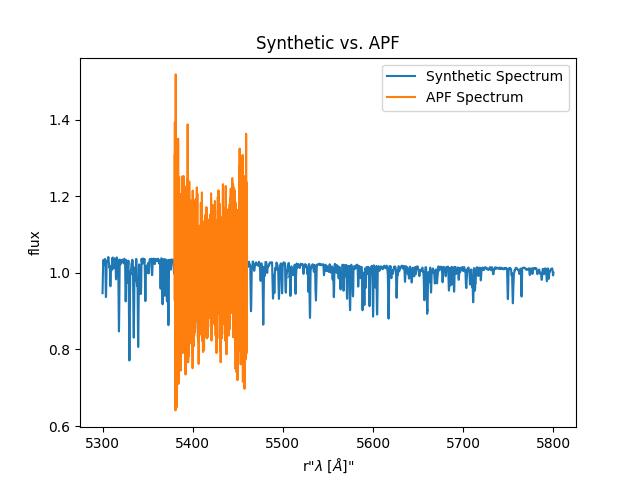 Synthetic vs. APF
Synthetic Spectrum
APF Spectrum
1.4
1.2
1.0
0.8
0.6
flux
5300 5400 5500 5600 5700 5800
r"λ [Å]"